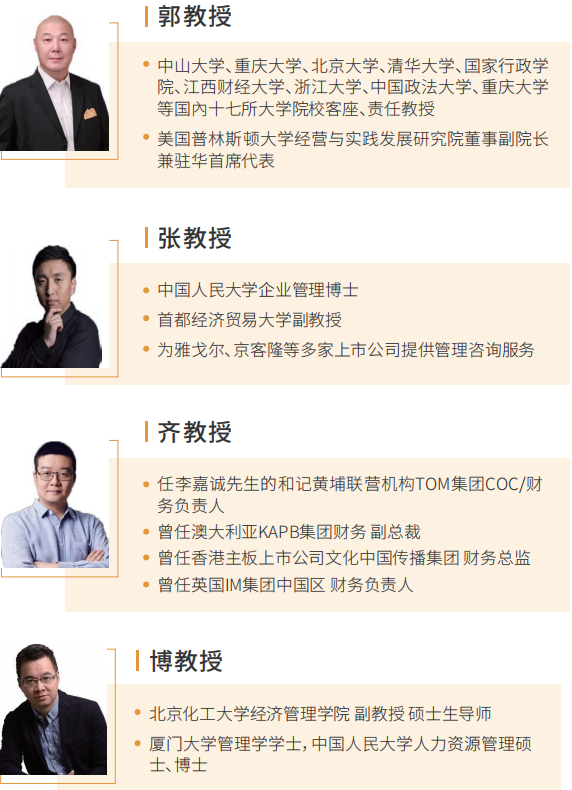 郭教授
中山大学、重庆大学、北京大学、清华大学、国家行政学
院、江西财经大学、浙江大学、中国政法大学、重庆大学
等国内十七所大学院校客座、责任教授
美国普林斯顿大学经营与实践发展研究院董事副院长
兼驻华首席代表
张教授
中国人民大学企业管理博士
首都经济贸易大学副教授
为雅戈尔、京客隆等多家上市公司提供管理咨询服务
齐教授
任李嘉诚先生的和记黄埔联营机构TOM集团COC/财
务负责人
曾任澳大利亚KAPB集团财务 副总裁
曾任香港主板上市公司文化中国传播集团 财务总监
曾任英国IM集团中国区 财务负责人
博教授
北京化工大学经济管理学院 副教授 硕士生导师
厦门大学管理学学士，中国人民大学人力资源管理硕
士、博士